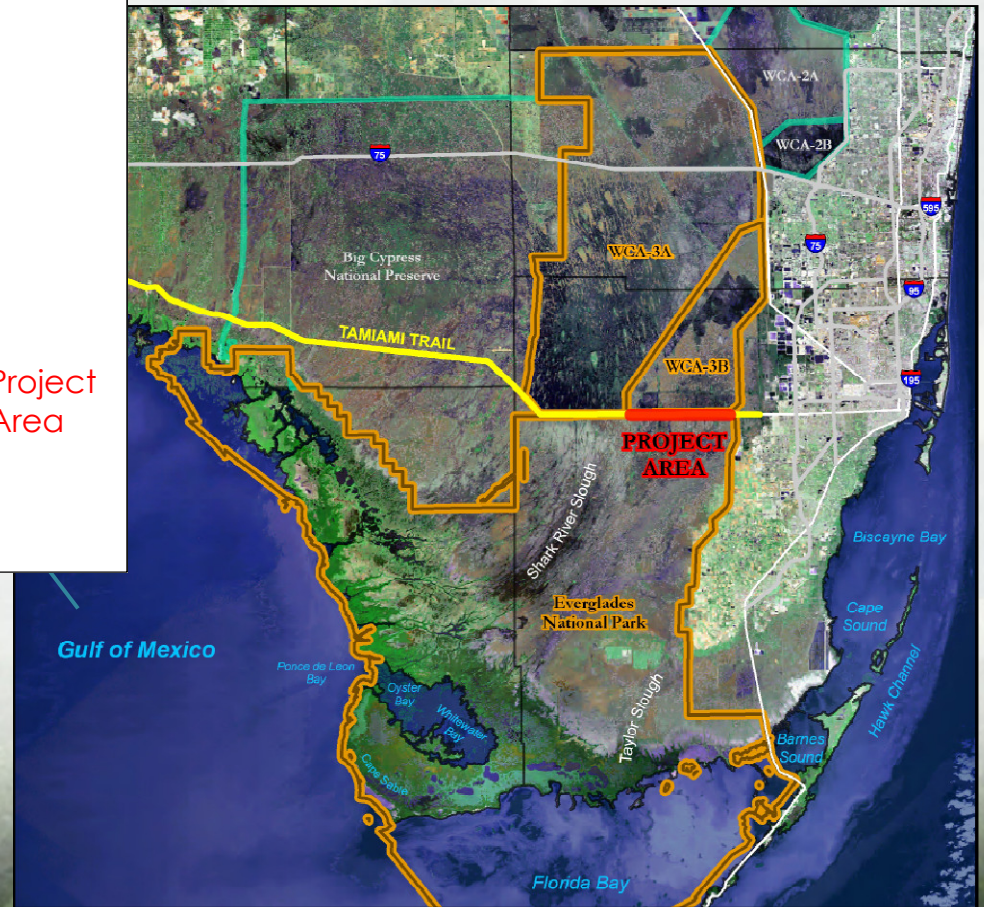 Project
Area
WCA-2A
WCA-2B
75
595
75
WCA-3A
Big Cypress
National Preserve
95
TAMIAMI TRAIL
WCA-3B
195
PROJECT
AREA
Shark River Slough
Biscayne Bay
Everglades
National Park
Cape
Sound
Gulf of Mexico
Ponce de Leon
Bay
Oyster
Bay
Whitewater
Bay
Taylor Slough
Hawk Channel
Barnes
Sound
Cape Sable
Florida Bay